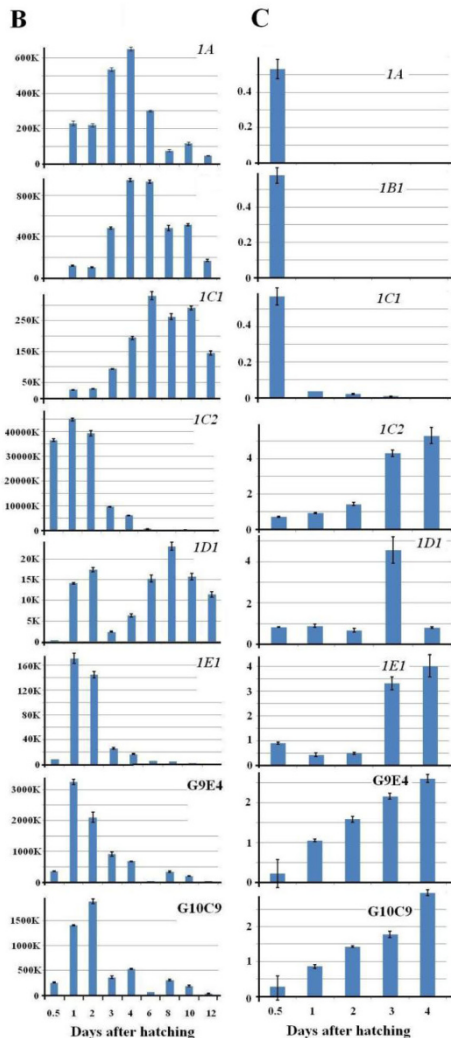 B
C
1A
600K
400K
200K
0
1A
0.4
0.2
0
800K
400K
0
1B1
0.4
0.2
0
1C1
250K
150K
50K
0
1C1
0.4
0.2
0
1C2
40000K
30000K
20000K
10000K
0
1C2
4
2
0
1D1
20K
15K
10K
5K
0
1D1
4
2
0
1E1
160K
120K
80K
40K
0
1E1
4
3
2
1
0
G9E4
3000K
2000K
1000K
0
G9E4
2
1
0
G10C9
1500K
1000K
500K
0
G10C9
2
1
0
0.5 1 2 3 4 6 8 10 12
Days after hatching
0.5 1 2 3 4
Days after hatching